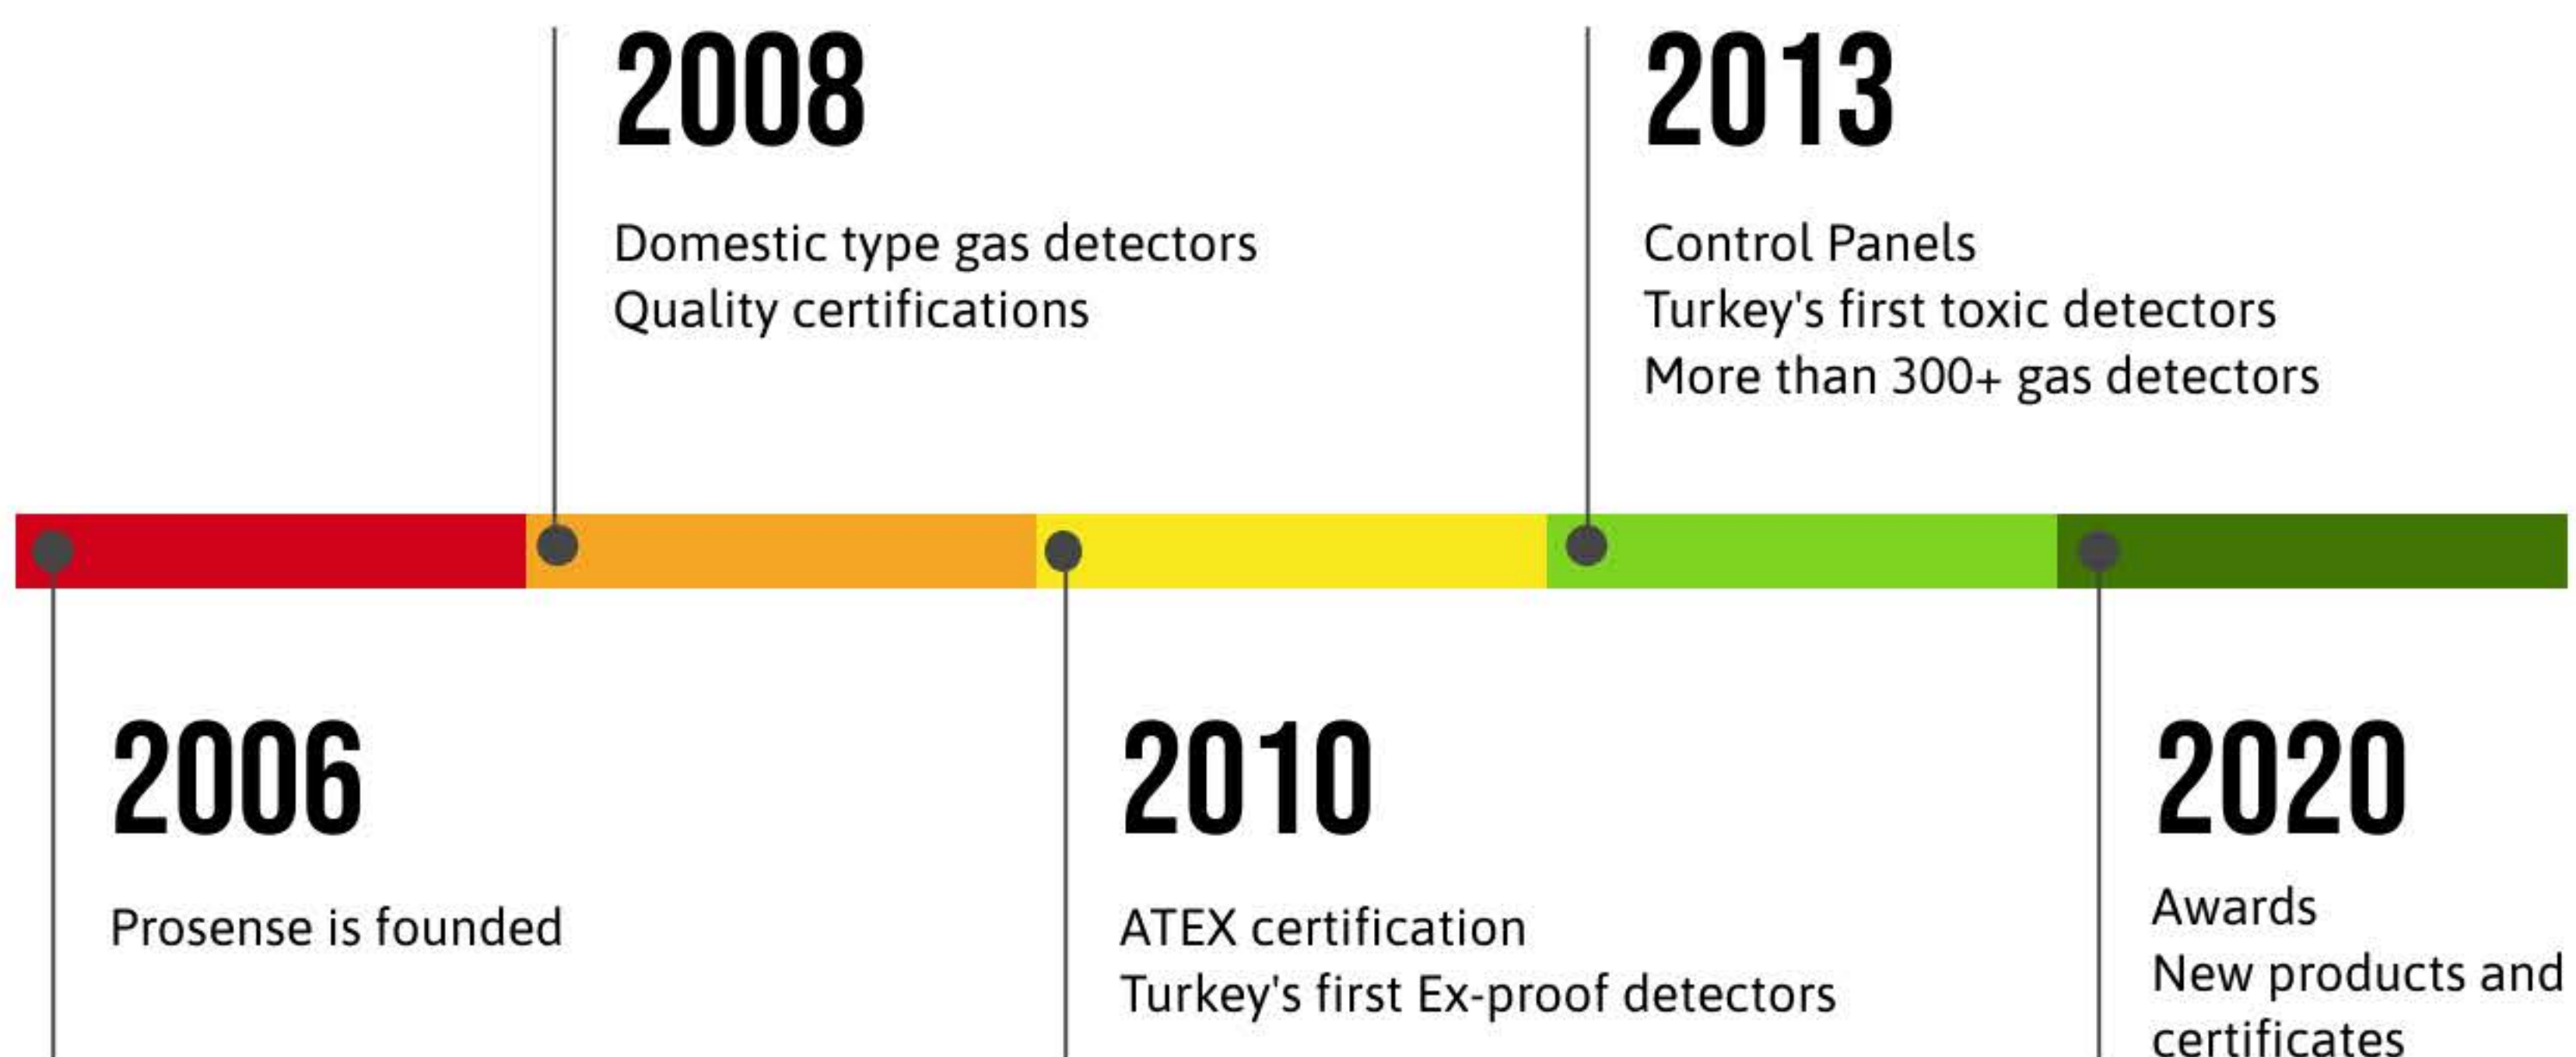 2008
Domestic type gas detectors
Quality certifications
2013
Control Panels
Turkey's first toxic detectors
More than 300+ gas detectors
2006
Prosense is founded
2010
ATEX certification
Turkey's first Ex-proof detectors
2020
Awards
New products and
certificates